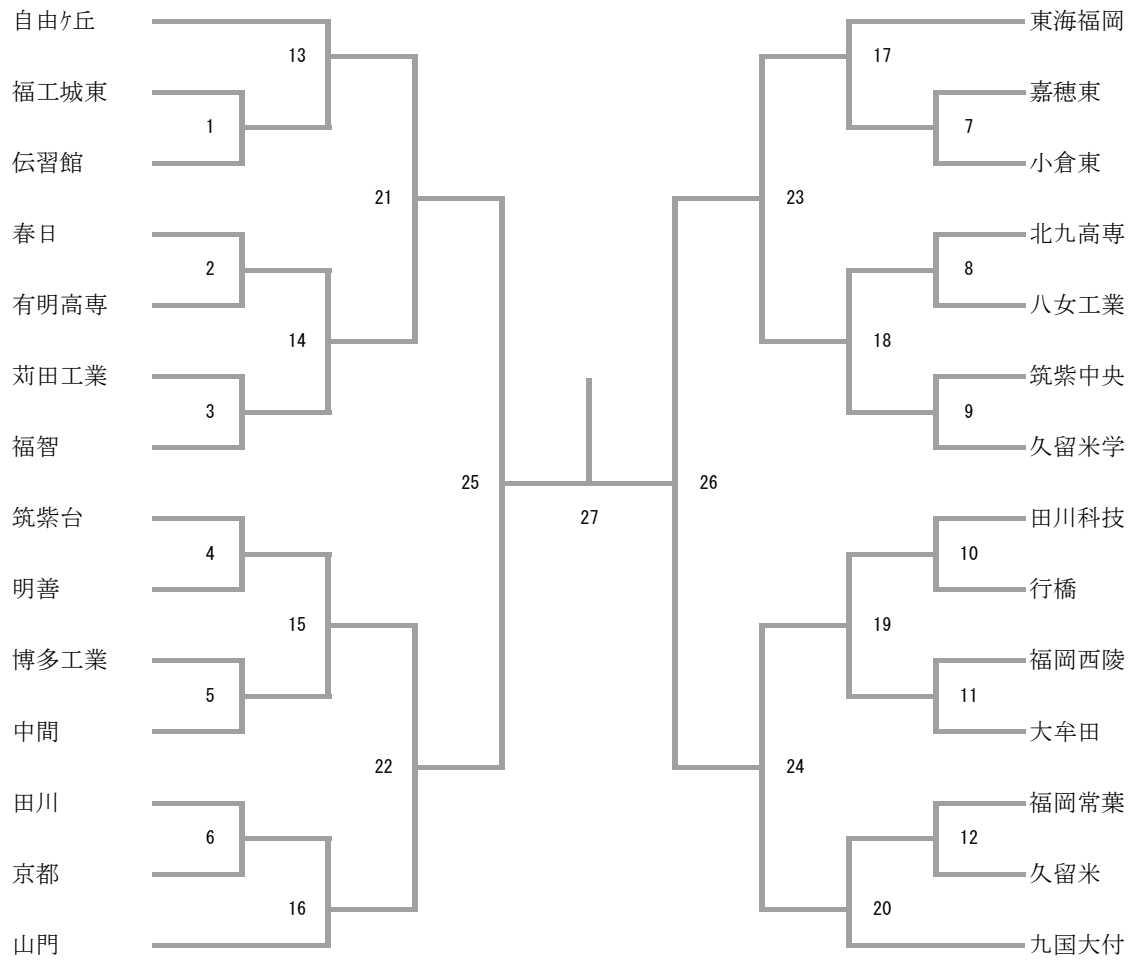 自由ケ丘
東海福岡
13
17
福工城東
嘉穂東
1
7
伝習館
小倉東
21
23
春日
北九高専
2
8
有明高専
八女工業
14
18
苅田工業
筑紫中央
3
9
福智
久留米学
25
26
筑紫台
田川科技
27
4
10
明善
行橋
15
19
博多工業
福岡西陵
5
11
中間
大牟田
22
24
田川
福岡常葉
6
12
京都
久留米
16
20
山門
九国大付